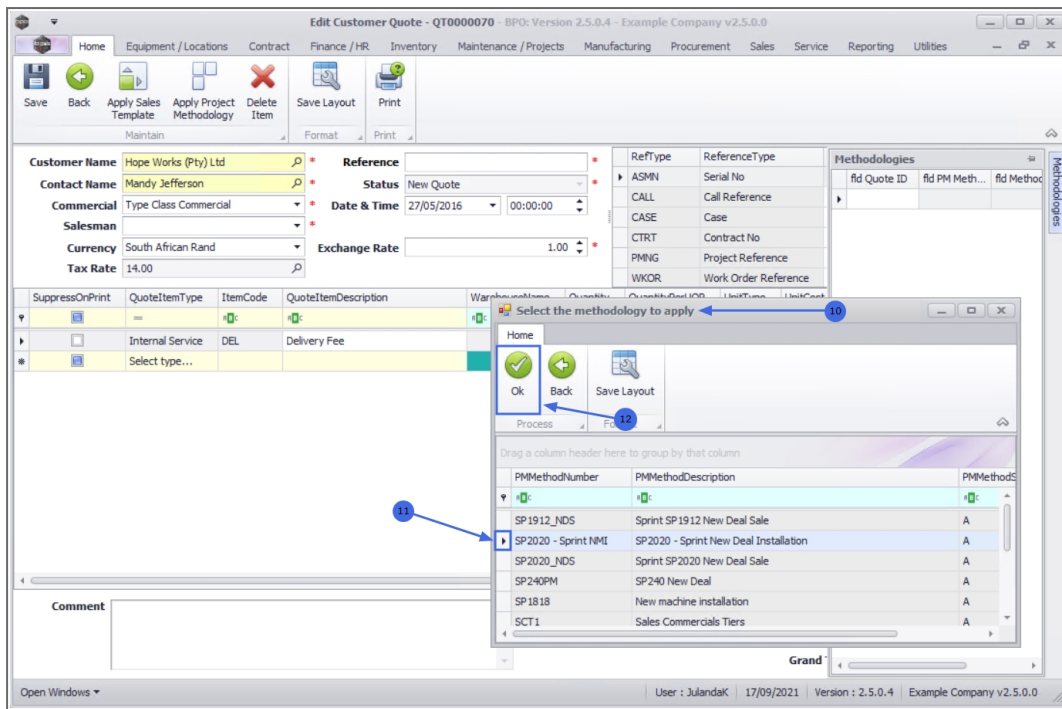 Edit Customer Quote - QT0000070 - BPO: Version 2.5.0.4 - Example Company v2.5.0.0
Home Equipment / Locations Contract Finance / HR Inventory Maintenance / Projects Manufacturing Procurement Sales Service Reporting Utilities
Save Back Apply Sales Template Apply Project Methodology Delete Item Save Layout Print
Maintain Format Print
Customer Name Hope Works (Pty) Ltd * Reference *
Contact Name Mandy Jefferson * Status New Quote *
Commercial Type Class Commercial * Date & Time 27/05/2016 00:00:00
Salesman *
Currency South African Rand Exchange Rate 1.00 *
Tax Rate 14.00
RefType ReferenceType
ASMN Serial No
CALL Call Reference
CASE Case
CTRT Contract No
PMNG Project Reference
WKOR Work Order Reference
Methodologies
fld Quote ID fld PM Meth... fld Method
Methodologies
SuppressOnPrint QuoteItemType ItemCode QuoteItemDescription WarehouseName Quantity QuantityPerUOP UnitType UnitCost
Internal Service DEL Delivery Fee
Select type...
Select the methodology to apply
10
Home
Ok Back Save Layout
12
Process
Drag a column header here to group by that column
PMMethodNumber PMMethodDescription PMMethodS
11
SP1912_NDS Sprint SP1912 New Deal Sale A
SP2020 - Sprint NMI SP2020 - Sprint New Deal Installation A
SP2020_NDS Sprint SP2020 New Deal Sale A
SP240PM SP240 New Deal A
SP1818 New machine installation A
SCT1 Sales Commercials Tiers A
Comment
Grand
Open Windows User : JulandaK 17/09/2021 Version : 2.5.0.4 Example Company v2.5.0.0